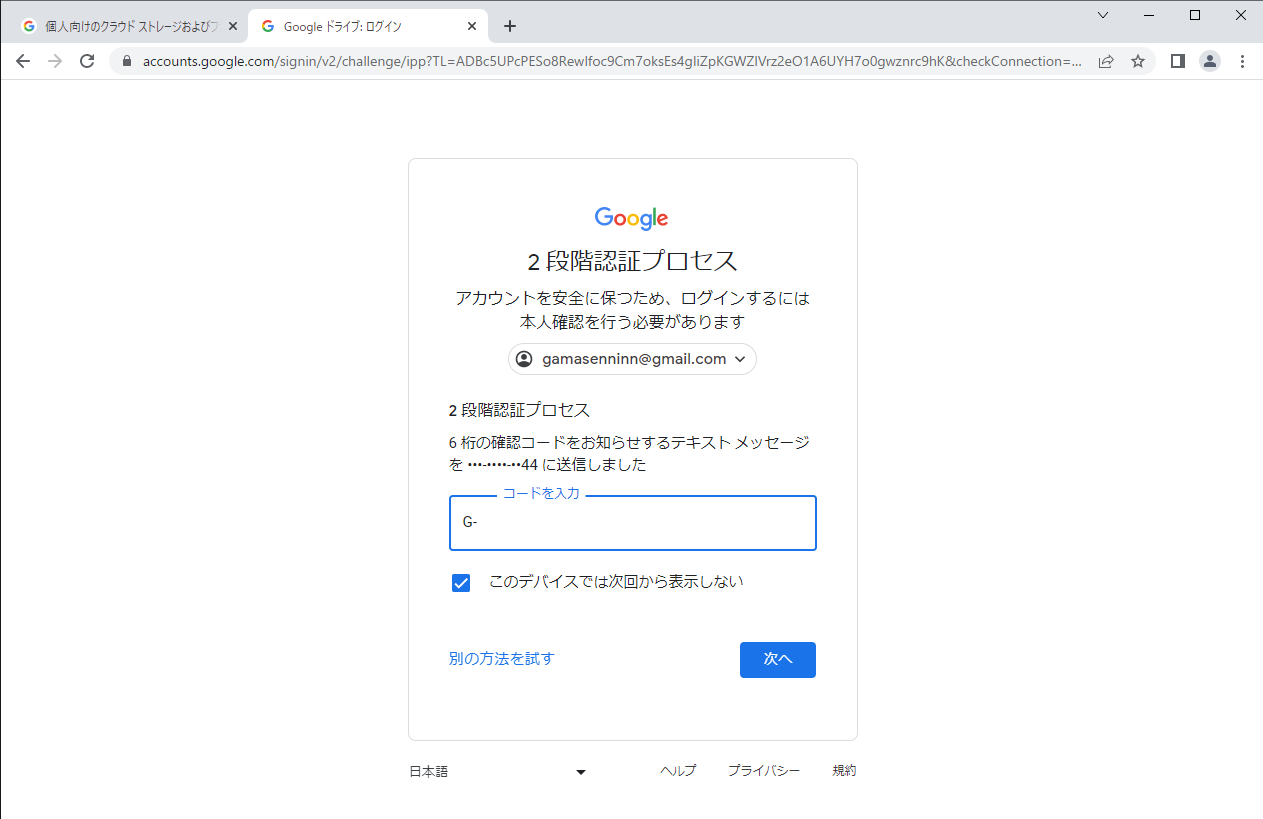 個人向けのクラウド ストレージおよびフ
Google ドライブ: ログイン
accounts.google.com/signin/v2/challenge/ipp?TL=ADBc5UPcPESo8Rewlfoc9Cm7oksEs4gliZpKGWZlVrz2eO1A6UYH7o0gwznrc9hK&checkConnection=...
Google
2 段階認証プロセス
アカウントを安全に保つため、ログインするには
本人確認を行う必要があります
gamasenninn@gmail.com
2 段階認証プロセス
6 桁の確認コードをお知らせするテキスト メッセージ
を •••-••••-••44 に送信しました
コードを入力
G-
このデバイスでは次回から表示しない
別の方法を試す
次へ
日本語
ヘルプ
プライバシー
規約